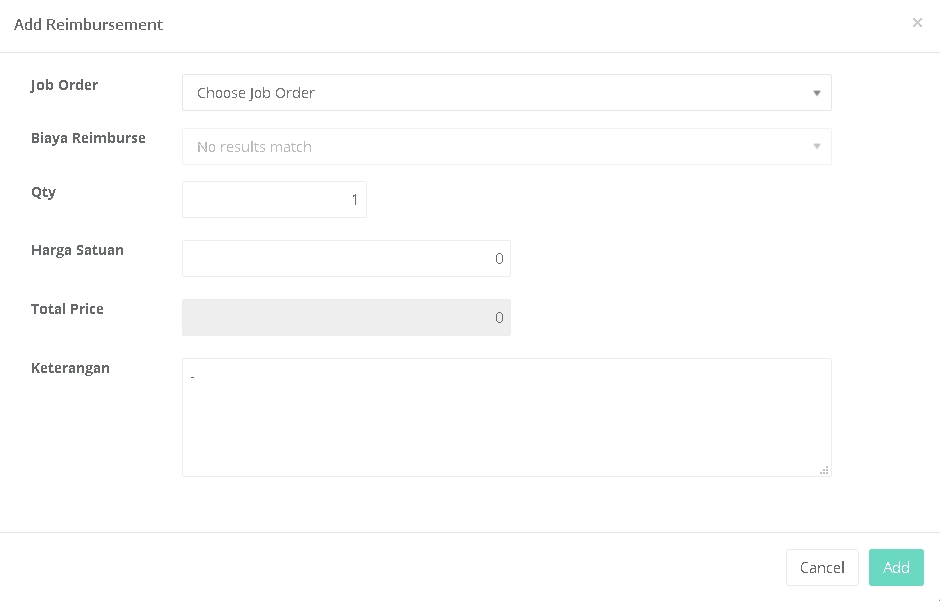 Add Reimbursement
×
Job Order
Choose Job Order
Biaya Reimburse
No results match
Qty
1
Harga Satuan
0
Total Price
0
Keterangan
-
Cancel
Add